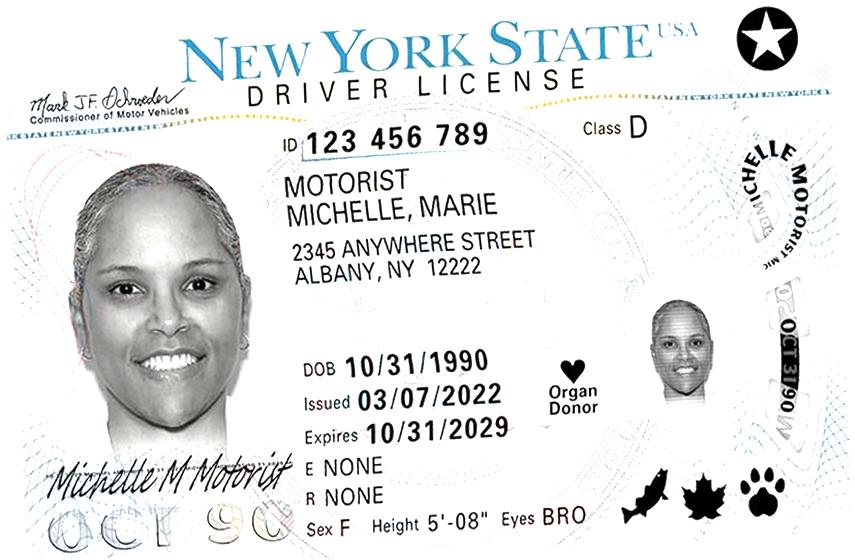 NEW YORK STATE USA
DRIVER LICENSE
Mark J.F. Schroeder
Commissioner of Motor Vehicles
ID 123 456 789
Class D
MOTORIST
MICHELLE, MARIE
2345 ANYWHERE STREET
ALBANY, NY 12222
MICHELLE MOTORIST MIC
DOB 10/31/1990
Issued 03/07/2022
Expires 10/31/2029
Organ
Donor
OCT 31 90
E NONE
R NONE
Michelle M Motorist
Sex F Height 5'-08" Eyes BRO
OCT 90